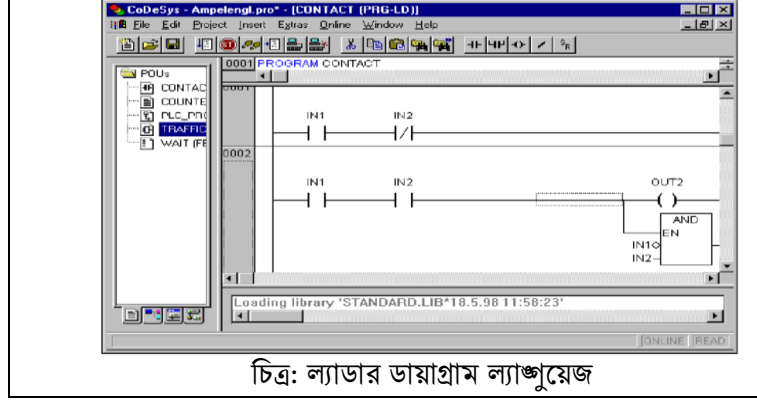 CoDeSys - Ampelengl.pro* - [CONTACT (PRG-LD)]
File Edit Project Insert Extras Online Window Help
0001 PROGRAM CONTACT
POUs
CONTAC
COUNTE
PLC_PRG
TRAFFIC
WAIT (FE
0001
IN1 IN2
0002
IN1 IN2 OUT2
AND
EN
IN1
IN2
Loading library 'STANDARD.LIB*18.5.98 11:58:23'
ONLINE READ
চিত্র: ল্যাডার ডায়াগ্রাম ল্যাঙ্গুয়েজ